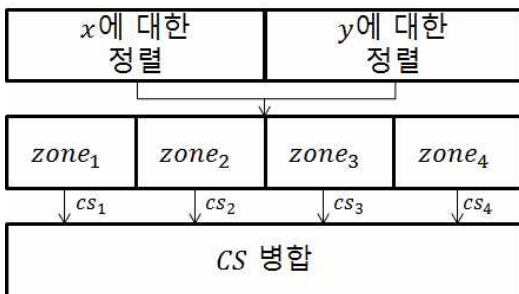 x에 대한 y에 대한
정렬 정렬
zone₁ zone₂ zone₃ zone₄
cs₁ cs₂ cs₃ cs₄
CS 병합